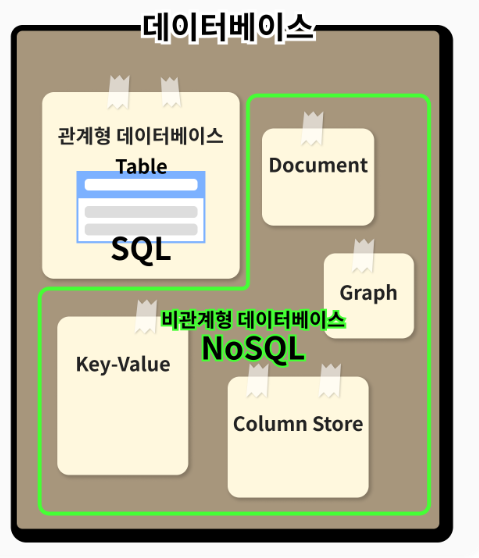 데이터베이스
관계형 데이터베이스
Table
SQL
Document
Graph
비관계형 데이터베이스
NoSQL
Key-Value
Column Store